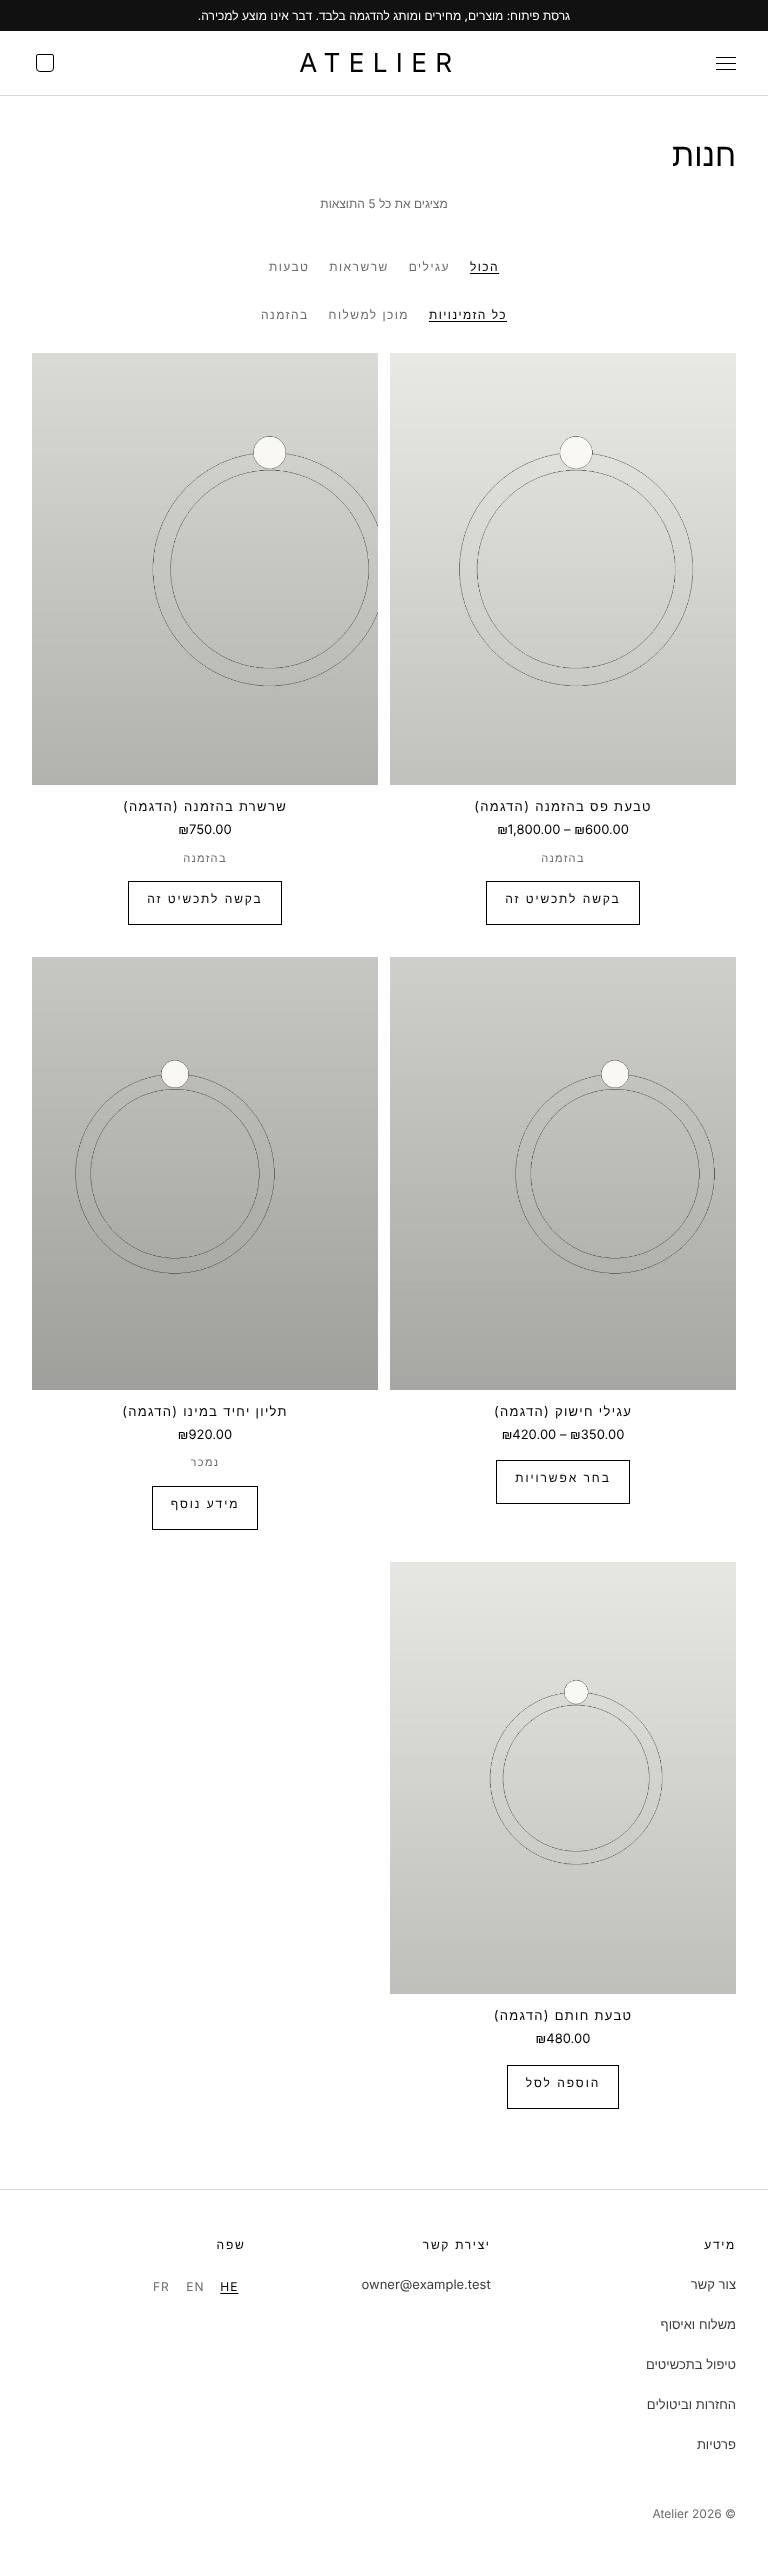 גרסת פיתוח: מוצרים, מחירים ומותג להדגמה בלבד. דבר אינו מוצע למכירה.
ATELIER
חנות
מציגים את כל 5 התוצאות
הכול עגילים שרשראות טבעות
כל הזמינויות מוכן למשלוח בהזמנה
טבעת פס בהזמנה (הדגמה)
₪600.00 – ₪1,800.00
בהזמנה
בקשה לתכשיט זה
שרשרת בהזמנה (הדגמה)
₪750.00
בהזמנה
בקשה לתכשיט זה
עגילי חישוק (הדגמה)
₪350.00 – ₪420.00
בחר אפשרויות
תליון יחיד במינו (הדגמה)
₪920.00
נמכר
מידע נוסף
טבעת חותם (הדגמה)
₪480.00
הוספה לסל
מידע
צור קשר
משלוח ואיסוף
טיפול בתכשיטים
החזרות וביטולים
פרטיות
יצירת קשר
owner@example.test
שפה
HE EN FR
© 2026 Atelier